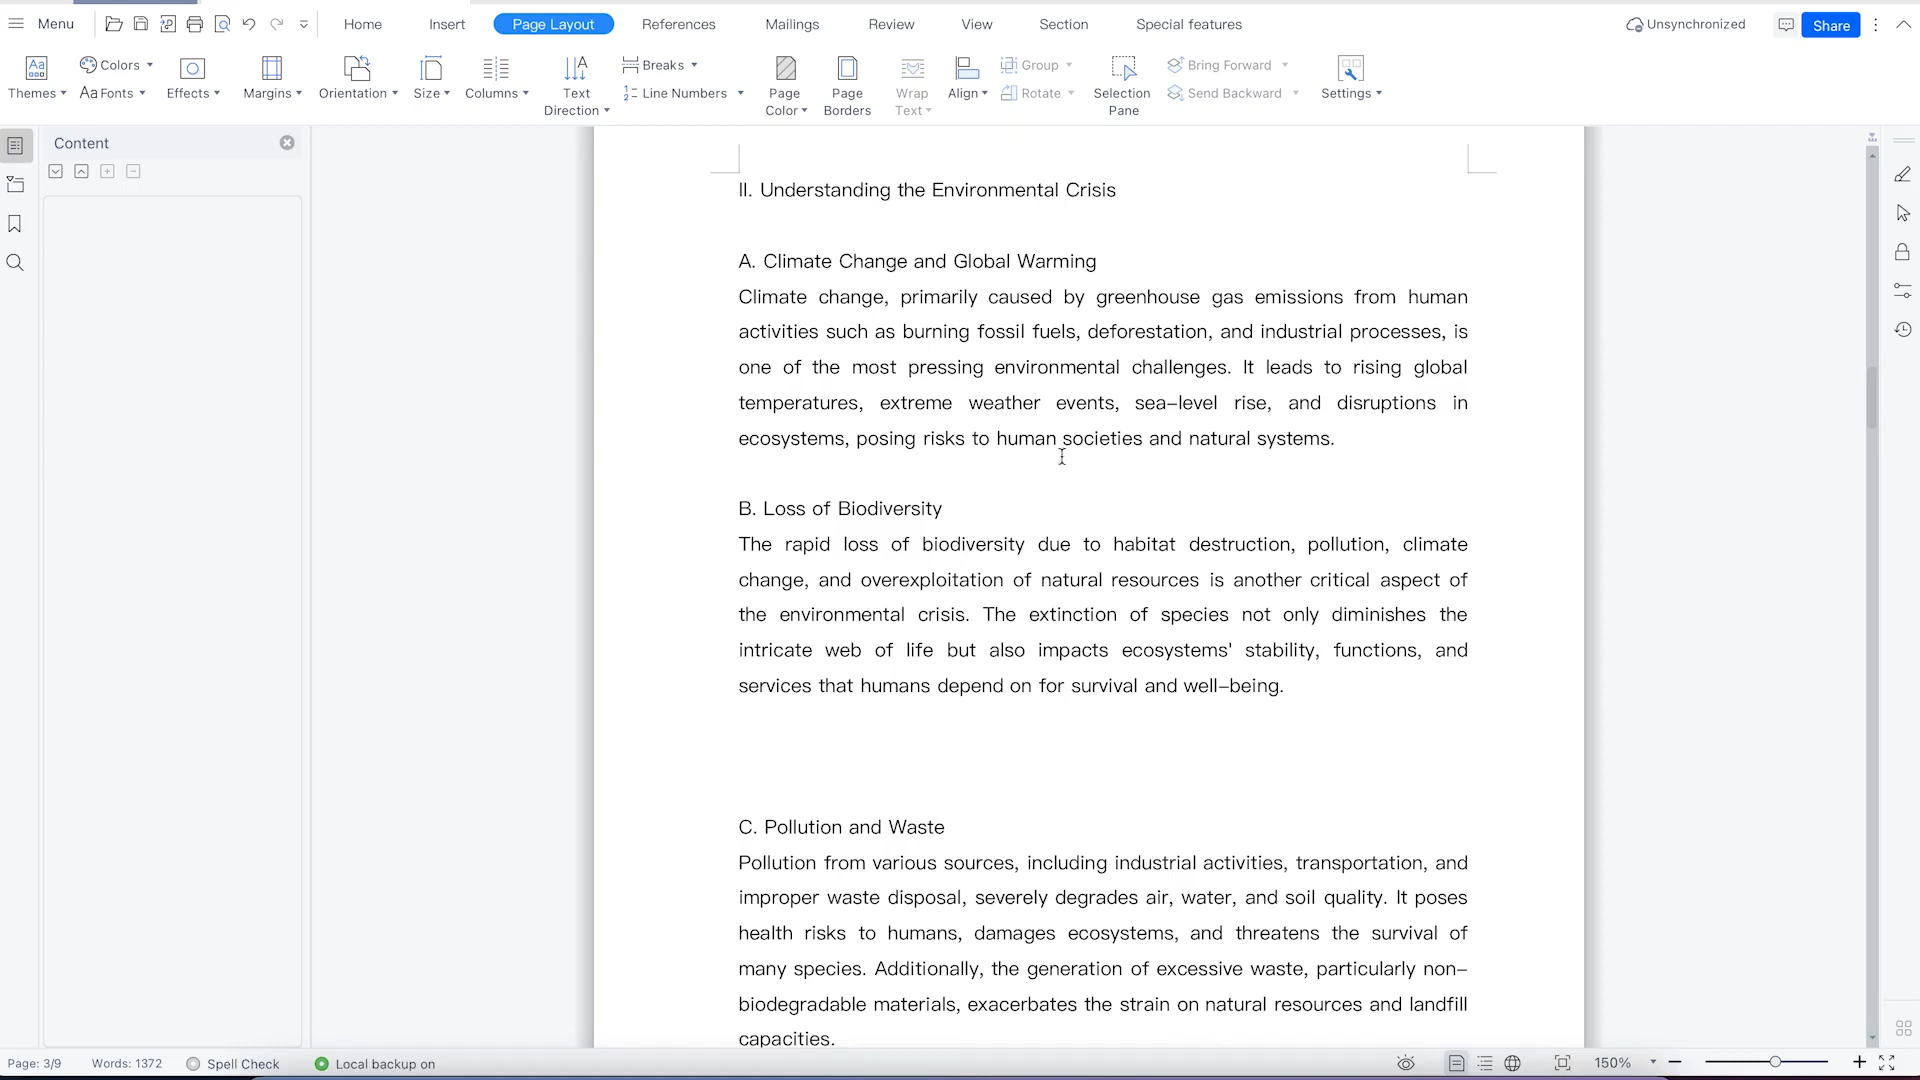 Menu
Home Insert Page Layout References Mailings Review View Section Special features
Unsynchronized
Share
Aa
Themes
Colors
Aa Fonts
Effects
Margins
Orientation
Size
Columns
Text Direction
Breaks
Line Numbers
Page Color
Page Borders
Wrap Text
Align
Group
Rotate
Selection Pane
Bring Forward
Send Backward
Settings
Content
II. Understanding the Environmental Crisis
A. Climate Change and Global Warming
Climate change, primarily caused by greenhouse gas emissions from human
activities such as burning fossil fuels, deforestation, and industrial processes, is
one of the most pressing environmental challenges. It leads to rising global
temperatures, extreme weather events, sea-level rise, and disruptions in
ecosystems, posing risks to human societies and natural systems.
B. Loss of Biodiversity
The rapid loss of biodiversity due to habitat destruction, pollution, climate
change, and overexploitation of natural resources is another critical aspect of
the environmental crisis. The extinction of species not only diminishes the
intricate web of life but also impacts ecosystems' stability, functions, and
services that humans depend on for survival and well-being.
C. Pollution and Waste
Pollution from various sources, including industrial activities, transportation, and
improper waste disposal, severely degrades air, water, and soil quality. It poses
health risks to humans, damages ecosystems, and threatens the survival of
many species. Additionally, the generation of excessive waste, particularly non-
biodegradable materials, exacerbates the strain on natural resources and landfill
capacities.
Page: 3/9 Words: 1372 Spell Check Local backup on 150%